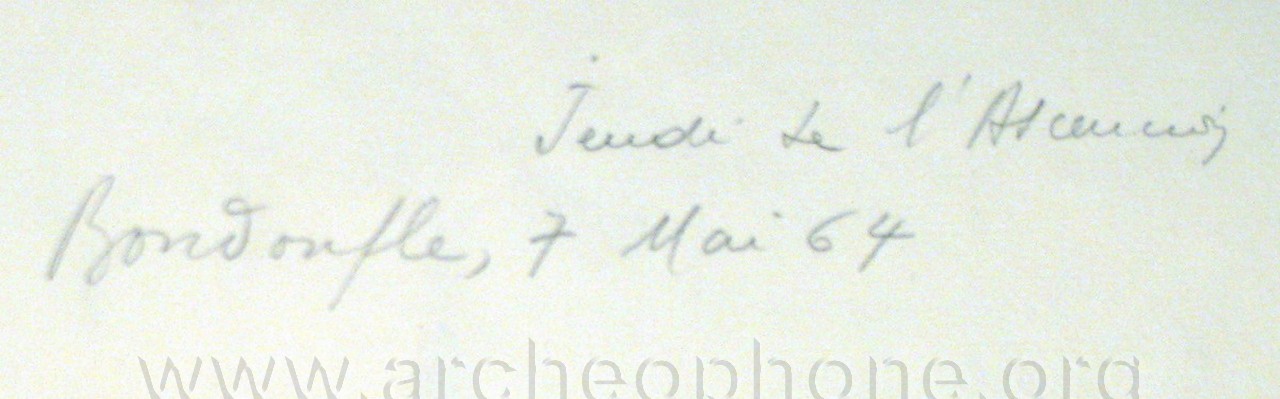 Jeudi de l'Ascension
Bondoufle, 7 Mai 64
www.archeophone.org